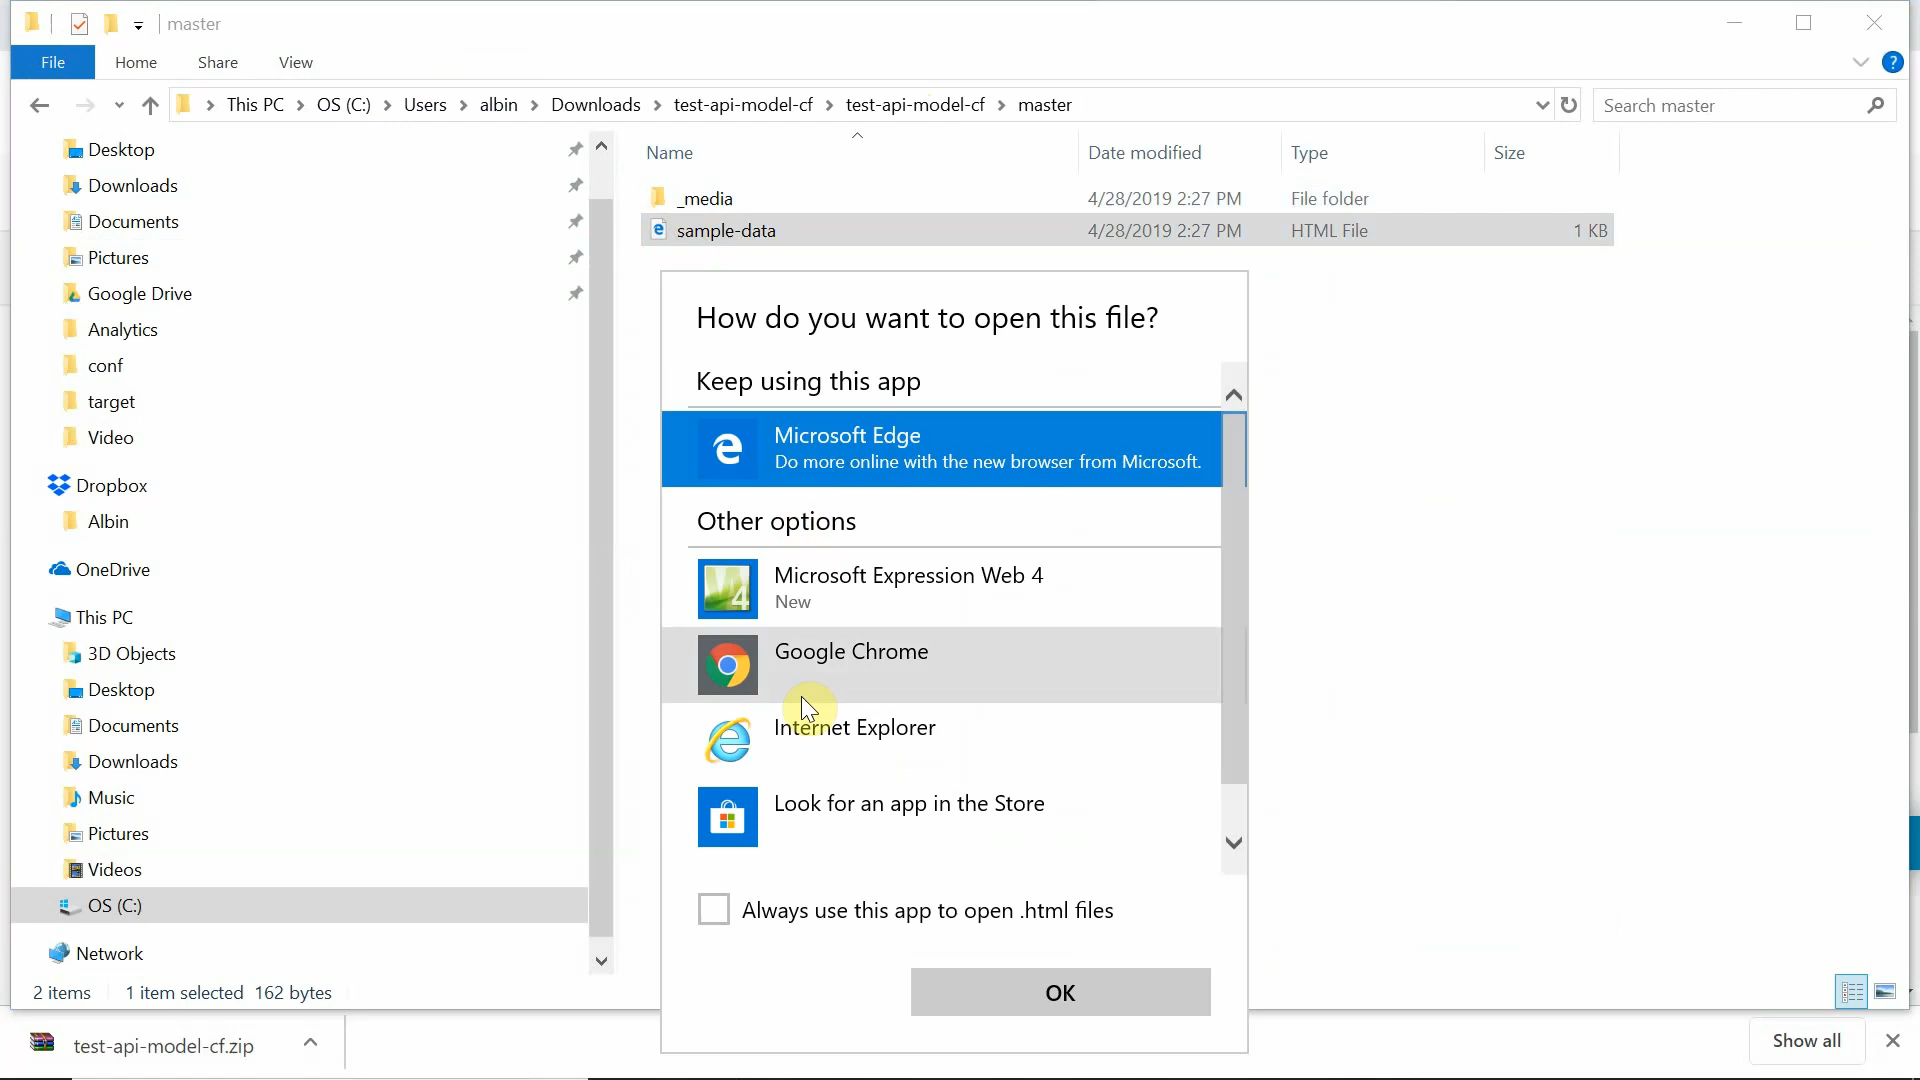 master
File
Home
Share
View
This PC
OS (C:)
Users
albin
Downloads
test-api-model-cf
test-api-model-cf
master
Search master
Desktop
Downloads
Documents
Pictures
Google Drive
Analytics
conf
target
Video
Dropbox
Albin
OneDrive
This PC
3D Objects
Desktop
Documents
Downloads
Music
Pictures
Videos
OS (C:)
Network
Name
Date modified
Type
Size
_media
4/28/2019 2:27 PM
File folder
sample-data
4/28/2019 2:27 PM
HTML File
1 KB
How do you want to open this file?
Keep using this app
Microsoft Edge
Do more online with the new browser from Microsoft.
Other options
Microsoft Expression Web 4
New
Google Chrome
Internet Explorer
Look for an app in the Store
Always use this app to open .html files
OK
2 items
1 item selected 162 bytes
test-api-model-cf.zip
Show all